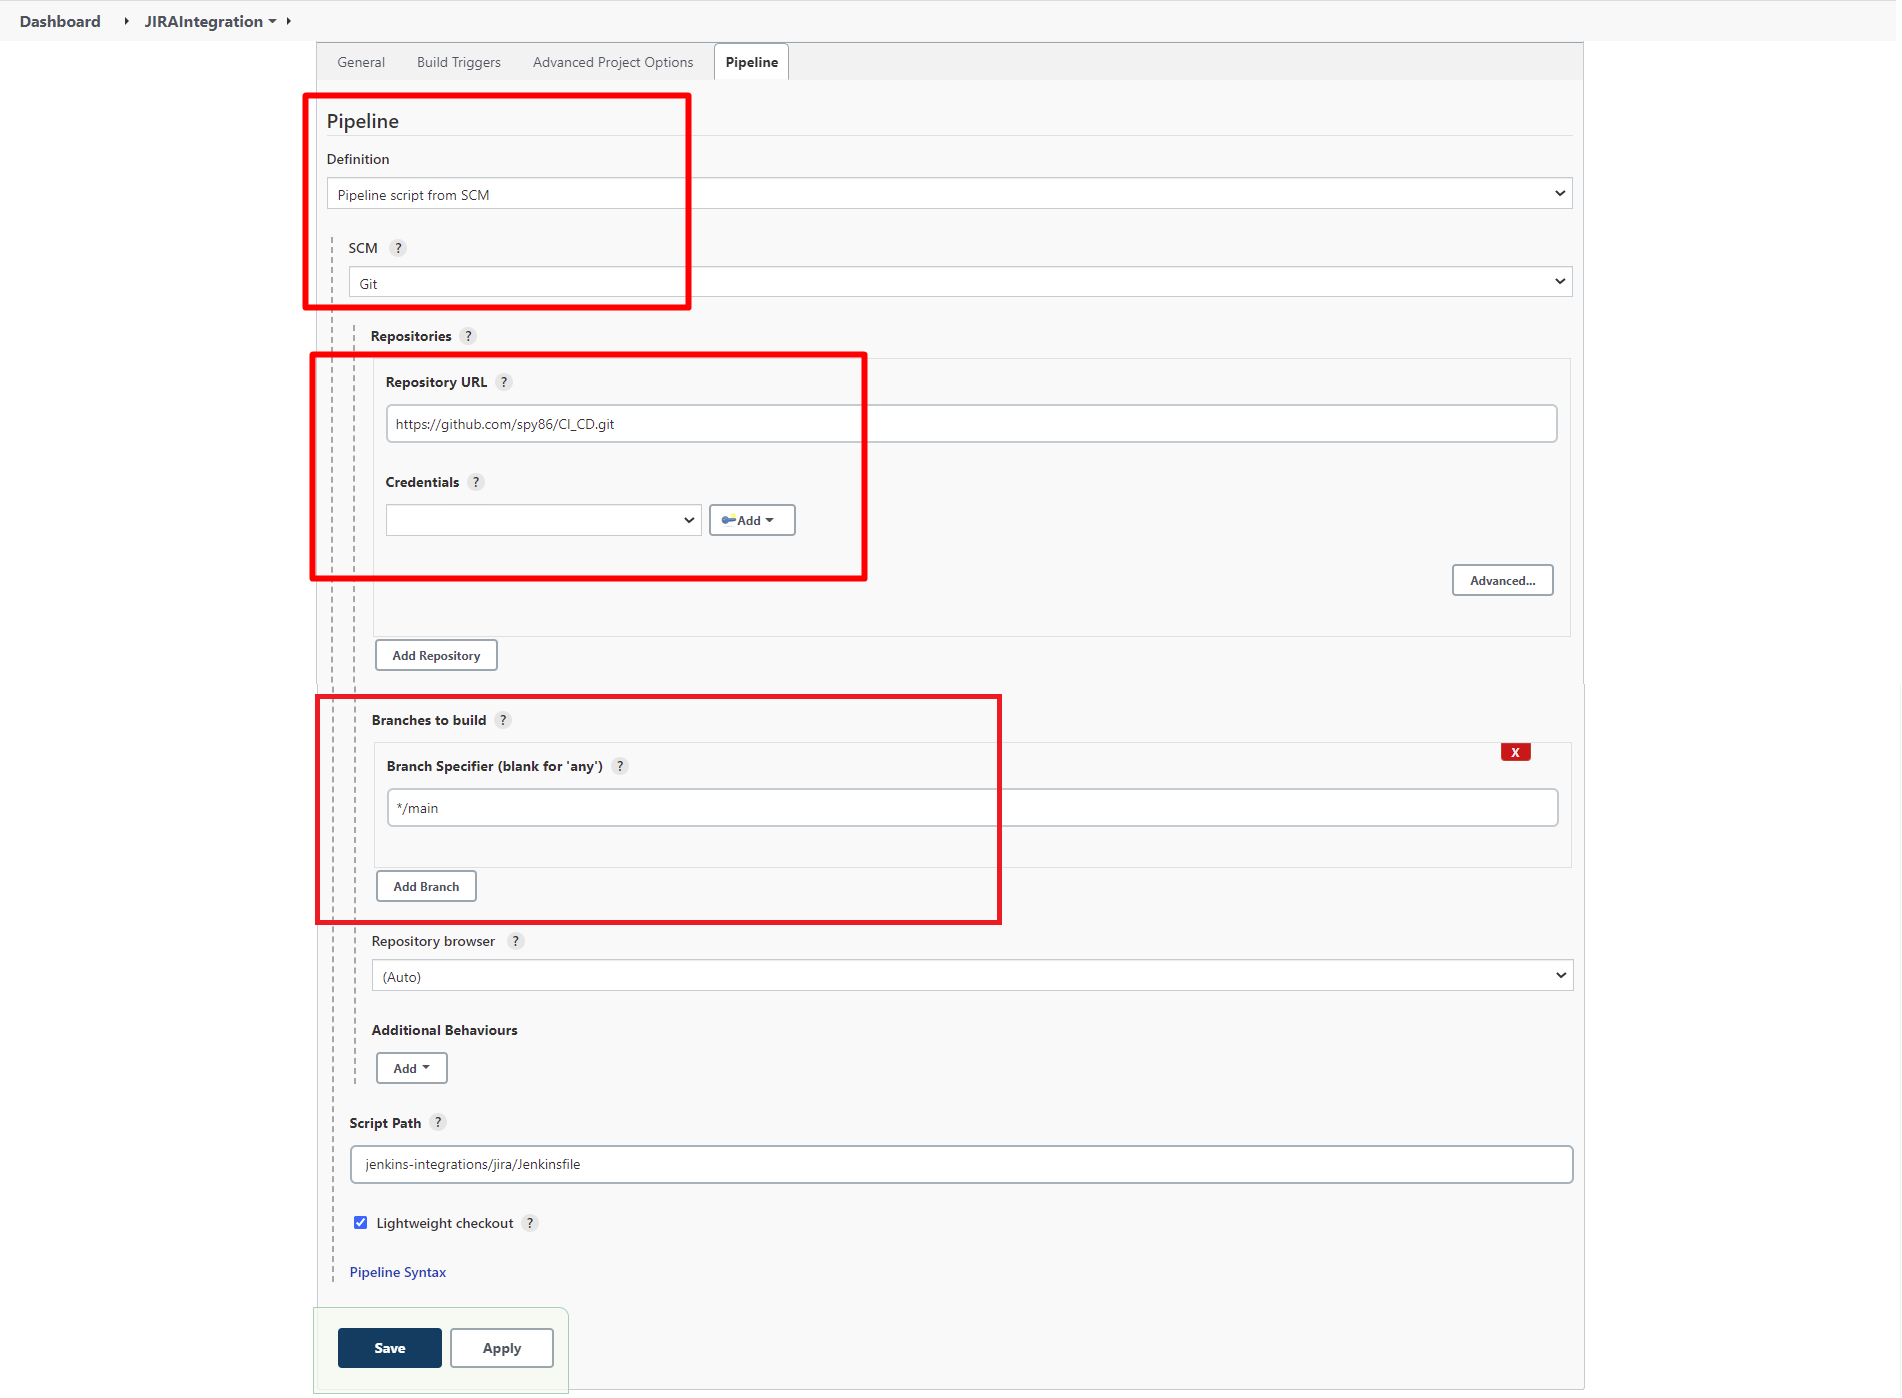 Dashboard JIRAIntegration
General Build Triggers Advanced Project Options Pipeline
Pipeline
Definition
Pipeline script from SCM
SCM ?
Git
Repositories ?
Repository URL ?
https://github.com/spy86/CI_CD.git
Credentials ?
Add
Advanced...
Add Repository
Branches to build ?
X
Branch Specifier (blank for 'any') ?
*/main
Add Branch
Repository browser ?
(Auto)
Additional Behaviours
Add
Script Path ?
jenkins-integrations/jira/Jenkinsfile
Lightweight checkout ?
Pipeline Syntax
Save Apply